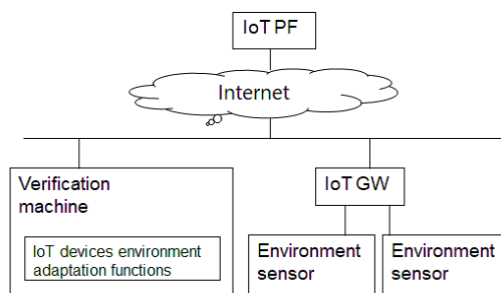 IoT PF
Internet
Verification
machine
IoT devices environment
adaptation functions
IoT GW
Environment
sensor
Environment
sensor